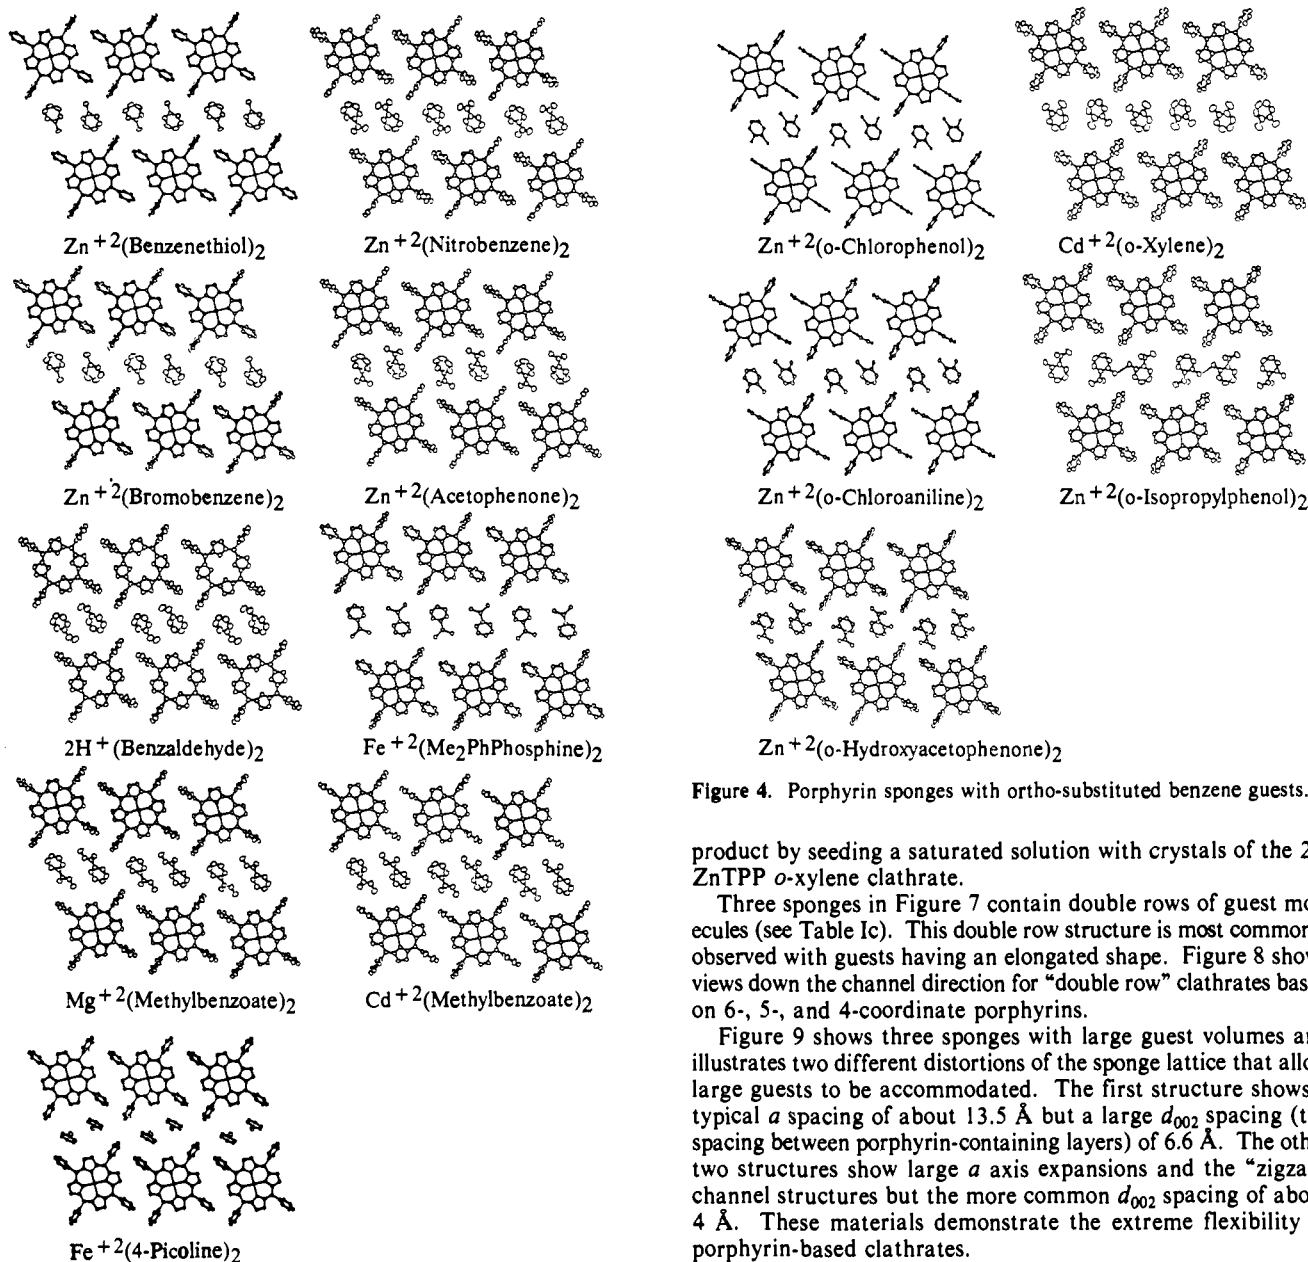 Zn+2(Benzenethiol)2
Zn+2(Nitrobenzene)2
Zn+2(Bromobenzene)2
Zn+2(Acetophenone)2
2H+(Benzaldehyde)2
Fe+2(Me2PhPhosphine)2
Mg+2(Methylbenzoate)2
Cd+2(Methylbenzoate)2
Fe+2(4-Picoline)2
Zn+2(o-Chlorophenol)2
Cd+2(o-Xylene)2
Zn+2(o-Chloroaniline)2
Zn+2(o-Isopropylphenol)2
Zn+2(o-Hydroxyacetophenone)2
Figure 4. Porphyrin sponges with ortho-substituted benzene guests.
product by seeding a saturated solution with crystals of the 2
ZnTPP o-xylene clathrate.
Three sponges in Figure 7 contain double rows of guest mo
ecules (see Table Ic). This double row structure is most common
observed with guests having an elongated shape. Figure 8 show
views down the channel direction for "double row" clathrates bas
on 6-, 5-, and 4-coordinate porphyrins.
Figure 9 shows three sponges with large guest volumes an
illustrates two different distortions of the sponge lattice that allo
large guests to be accommodated. The first structure shows
typical a spacing of about 13.5 Å but a large d002 spacing (t
spacing between porphyrin-containing layers) of 6.6 Å. The oth
two structures show large a axis expansions and the "zigza
channel structures but the more common d002 spacing of abo
4 Å. These materials demonstrate the extreme flexibility
porphyrin-based clathrates.